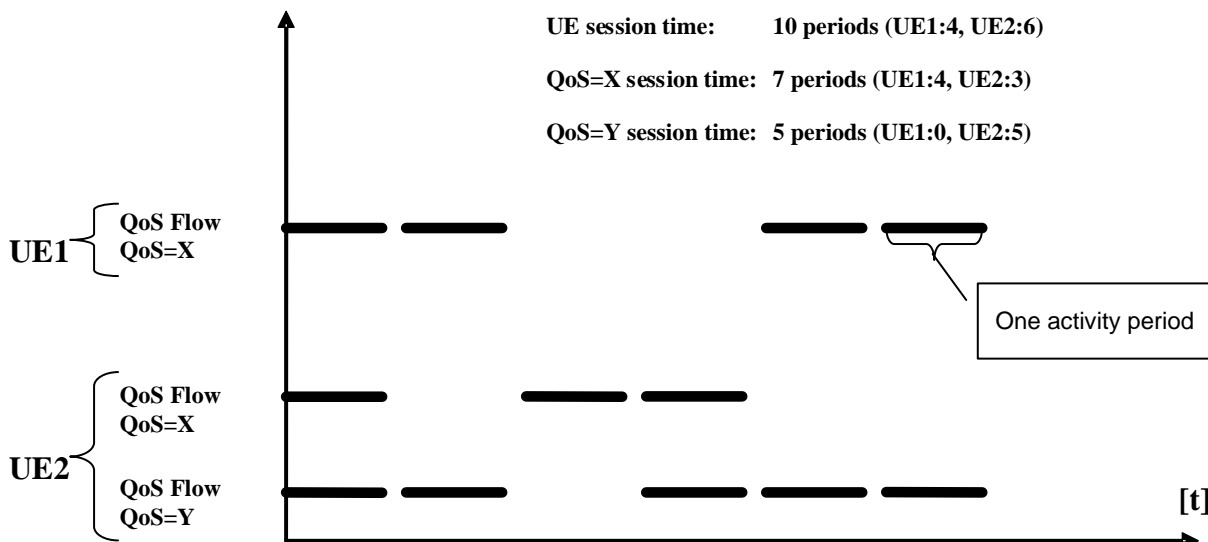 UE session time: 10 periods (UE1:4, UE2:6)
QoS=X session time: 7 periods (UE1:4, UE2:3)
QoS=Y session time: 5 periods (UE1:0, UE2:5)
UE1
QoS Flow
QoS=X
One activity period
UE2
QoS Flow
QoS=X
QoS Flow
QoS=Y
[t]